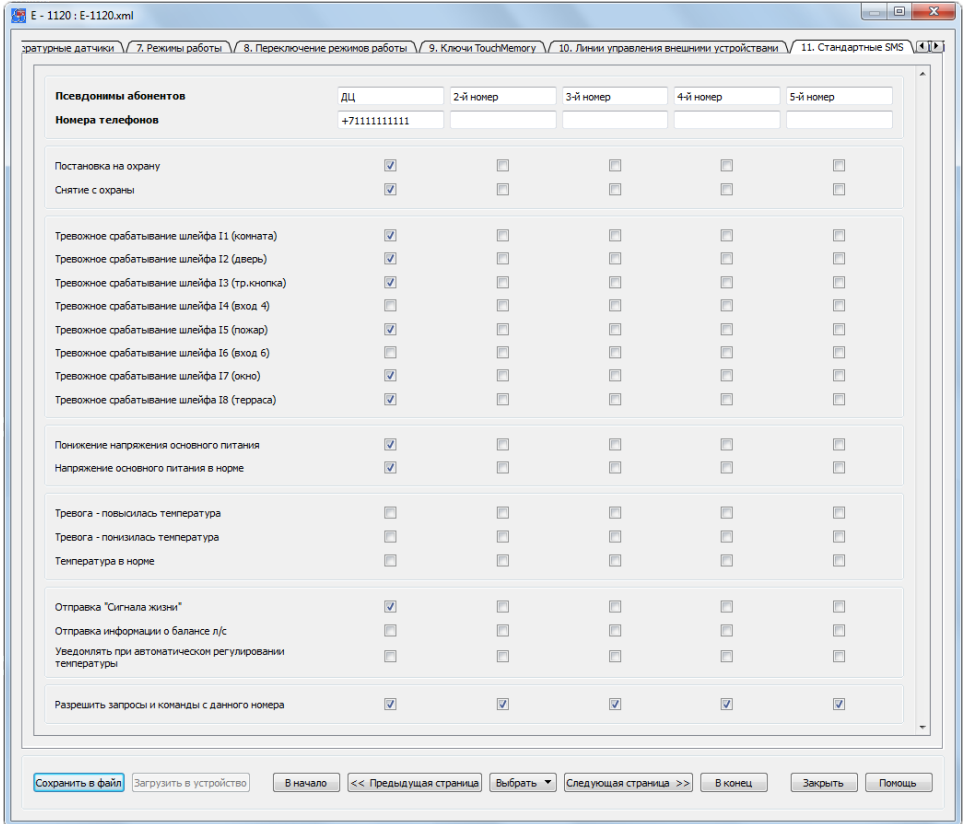 E - 1120 : E-1120.xml
ературные датчики 7. Режимы работы 8. Переключение режимов работы 9. Ключи TouchMemory 10. Линии управления внешними устройствами 11. Стандартные SMS
Псевдонимы абонентов ДЦ 2-й номер 3-й номер 4-й номер 5-й номер
Номера телефонов +71111111111
Постановка на охрану
Снятие с охраны
Тревожное срабатывание шлейфа I1 (комната)
Тревожное срабатывание шлейфа I2 (дверь)
Тревожное срабатывание шлейфа I3 (тр.кнопка)
Тревожное срабатывание шлейфа I4 (вход 4)
Тревожное срабатывание шлейфа I5 (пожар)
Тревожное срабатывание шлейфа I6 (вход 6)
Тревожное срабатывание шлейфа I7 (окно)
Тревожное срабатывание шлейфа I8 (терраса)
Понижение напряжения основного питания
Напряжение основного питания в норме
Тревога - повысилась температура
Тревога - понизилась температура
Температура в норме
Отправка "Сигнала жизни"
Отправка информации о балансе л/с
Уведомлять при автоматическом регулировании
температуры
Разрешить запросы и команды с данного номера
Сохранить в файл Загрузить в устройство В начало << Предыдущая страница Выбрать Следующая страница >> В конец Закрыть Помощь